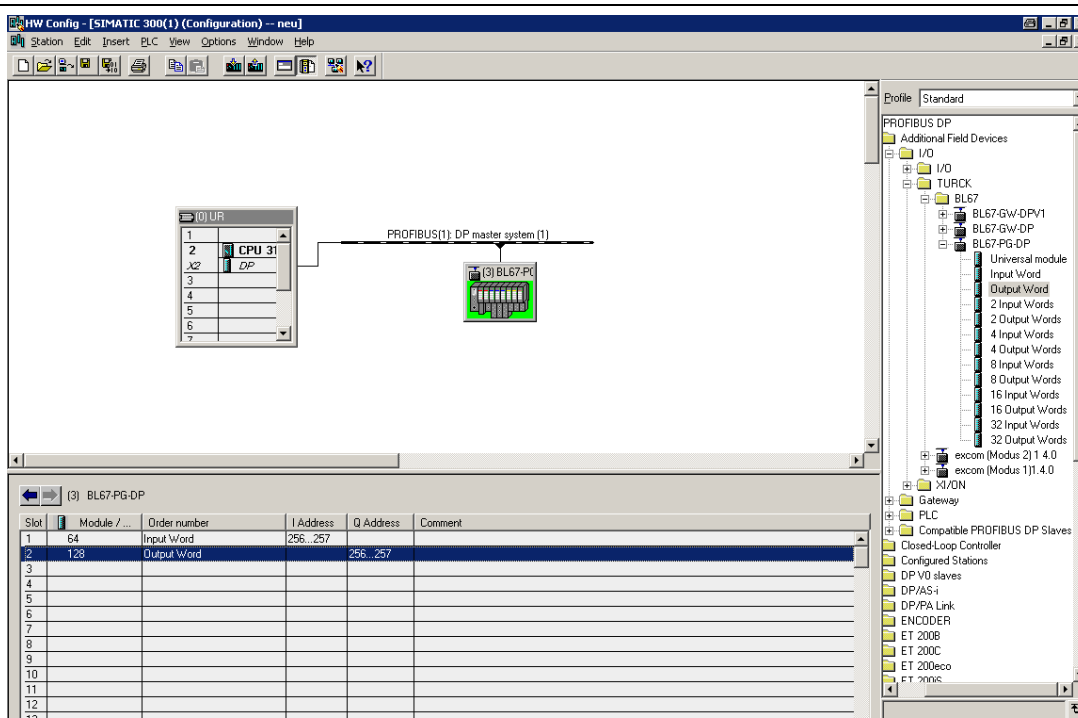 HW Config - [SIMATIC 300(1) (Configuration) -- neu]
Station Edit Insert PLC View Options Window Help
(0) UR
1
2 CPU 31
X2 DP
3
4
5
6
7
PROFIBUS(1): DP master system (1)
(3) BL67-PG
Profile Standard
PROFIBUS DP
Additional Field Devices
I/O
I/O
TURCK
BL67
BL67-GW-DPV1
BL67-GW-DP
BL67-PG-DP
Universal module
Input Word
Output Word
2 Input Words
2 Output Words
4 Input Words
4 Output Words
8 Input Words
8 Output Words
16 Input Words
16 Output Words
32 Input Words
32 Output Words
excom (Modus 2) 1 4.0
excom (Modus 1)1.4.0
XI/ON
Gateway
PLC
Compatible PROFIBUS DP Slaves
Closed-Loop Controller
Configured Stations
DP V0 slaves
DP/AS-i
DP/PA Link
ENCODER
ET 200B
ET 200C
ET 200eco
ET 200iS
(3) BL67-PG-DP
Slot Module / ... Order number I Address Q Address Comment
1 64 Input Word 256...257
2 128 Output Word 256...257
3
4
5
6
7
8
9
10
11
12
13